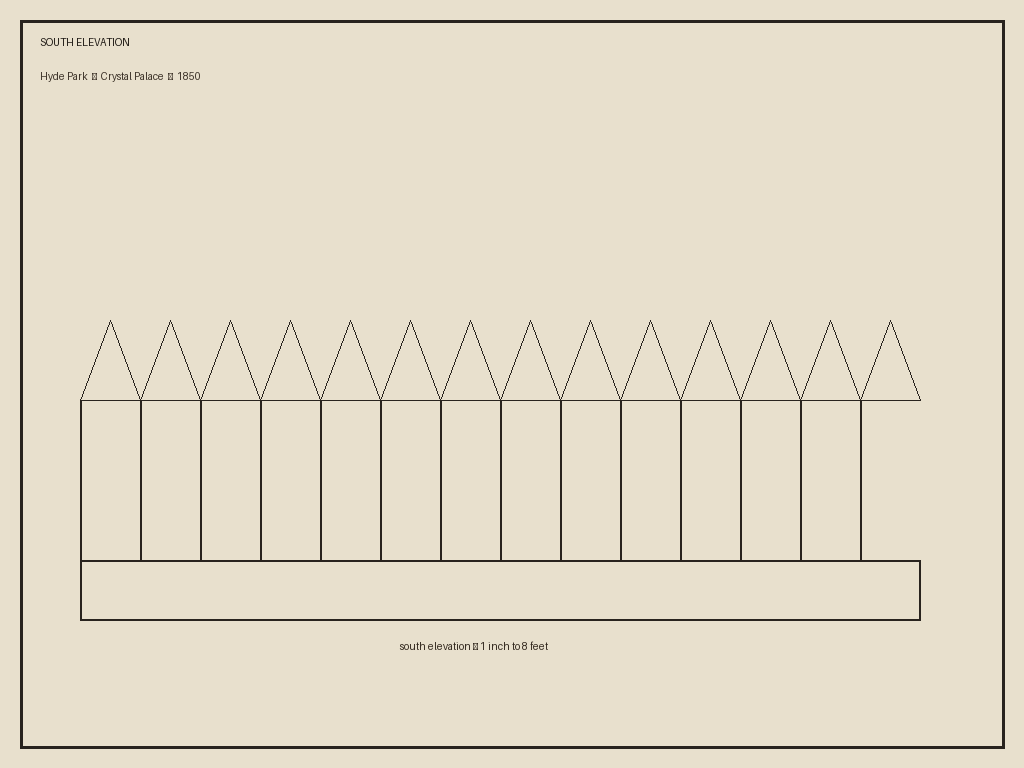 SOUTH ELEVATION
Hyde Park Crystal Palace 1850
south elevation 1 inch to 8 feet